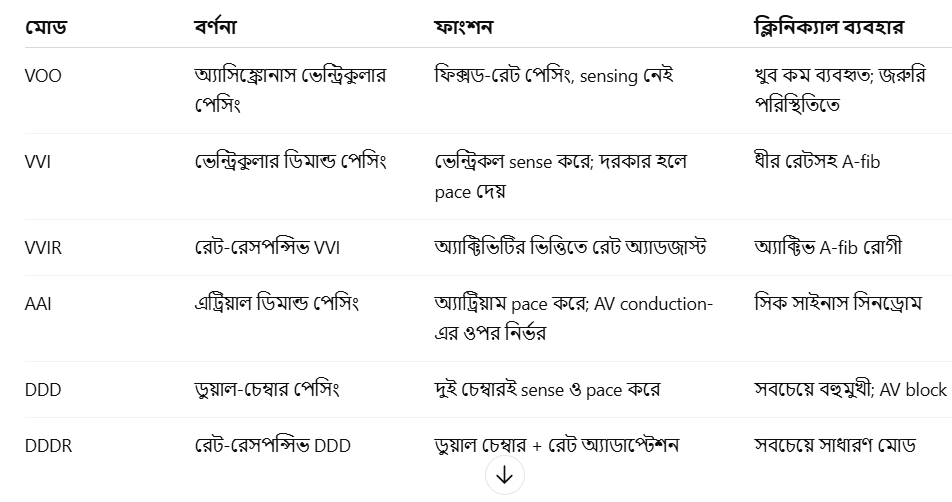 মোড বর্ণনা ফাংশন ক্লিনিক্যাল ব্যবহার
VOO অ্যাসিঙ্ক্রোনাস ভেন্ট্রিকুলার পেসিং ফিক্সড-রেট পেসিং, sensing নেই খুব কম ব্যবহৃত; জরুরি পরিস্থিতিতে
VVI ভেন্ট্রিকুলার ডিমান্ড পেসিং ভেন্ট্রিকল sense করে; দরকার হলে pace দেয় ধীর রেটসহ A-fib
VVIR রেট-রেসপন্সিভ VVI অ্যাক্টিভিটির ভিত্তিতে রেট অ্যাডজাস্ট অ্যাক্টিভ A-fib রোগী
AAI এট্রিয়াল ডিমান্ড পেসিং অ্যাট্রিয়াম pace করে; AV conduction-এর ওপর নির্ভর সিক সাইনাস সিনড্রোম
DDD ডুয়াল-চেম্বার পেসিং দুই চেম্বারই sense ও pace করে সবচেয়ে বহুমুখী; AV block
DDDR রেট-রেসপন্সিভ DDD ডুয়াল চেম্বার + রেট অ্যাডাপ্টেশন সবচেয়ে সাধারণ মোড